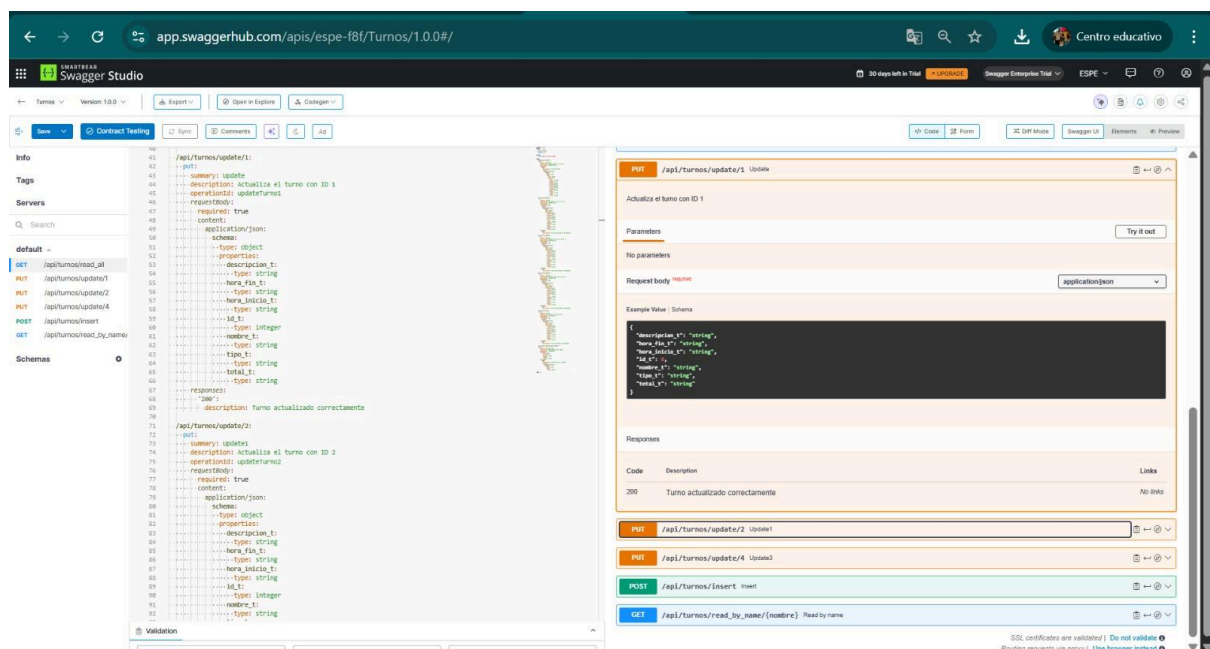 app.swaggerhub.com/apis/espe-f8f/Turnos/1.0.0#/
Centro educativo
SMARTBEAR
Swagger Studio
30 days left in Trial
UPGRADE
Swagger Enterprise Trial
ESPE
Turnos
Version: 1.0.0
Export
Open in Explore
Codegen
Save
Contract Testing
Sync
Comments
Code
Form
Diff Mode
Swagger UI
Elements
Preview
Info
Tags
Servers
Search
default
GET /api/turnos/read_all
PUT /api/turnos/update/1
PUT /api/turnos/update/2
PUT /api/turnos/update/4
POST /api/turnos/insert
GET /api/turnos/read_by_name/
Schemas
40
41 /api/turnos/update/1:
42 put:
43 summary: Update
44 description: Actualiza el turno con ID 1
45 operationId: updateTurno1
46 requestBody:
47 required: true
48 content:
49 application/json:
50 schema:
51 type: object
52 properties:
53 descripcion_t:
54 type: string
55 hora_fin_t:
56 type: string
57 hora_inicio_t:
58 type: string
59 id_t:
60 type: integer
61 nombre_t:
62 type: string
63 tipo_t:
64 type: string
65 total_t:
66 type: string
67 responses:
68 '200':
69 description: Turno actualizado correctamente
70
71 /api/turnos/update/2:
72 put:
73 summary: Update1
74 description: Actualiza el turno con ID 2
75 operationId: updateTurno2
76 requestBody:
77 required: true
78 content:
79 application/json:
80 schema:
81 type: object
82 properties:
83 descripcion_t:
84 type: string
85 hora_fin_t:
86 type: string
87 hora_inicio_t:
88 type: string
89 id_t:
90 type: integer
91 nombre_t:
92 type: string
Validation
PUT /api/turnos/update/1 Update
Actualiza el turno con ID 1
Parameters
Try it out
No parameters
Request body required
application/json
Example Value | Schema
{
"descripcion_t": "string",
"hora_fin_t": "string",
"hora_inicio_t": "string",
"id_t": 0,
"nombre_t": "string",
"tipo_t": "string",
"total_t": "string"
}
Responses
Code Description Links
200 Turno actualizado correctamente No links
PUT /api/turnos/update/2 Update1
PUT /api/turnos/update/4 Update3
POST /api/turnos/insert Insert
GET /api/turnos/read_by_name/{nombre} Read by name
SSL certificates are validated | Do not validate
Routing requests via proxy | Use browser instead